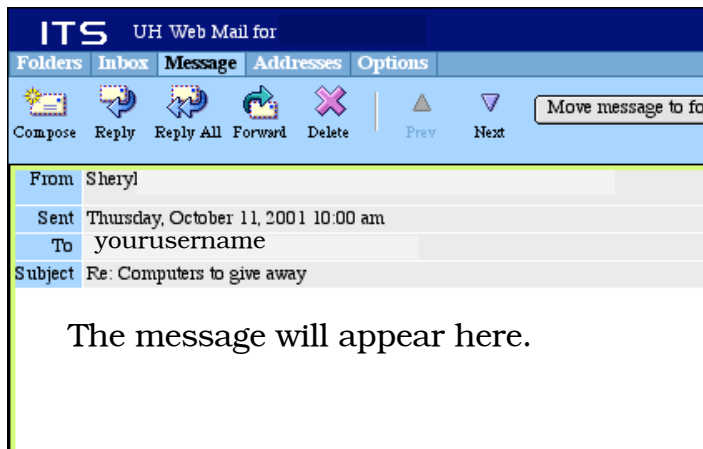 ITS UH Web Mail for
Folders Inbox Message Addresses Options
Compose Reply Reply All Forward Delete Prev Next Move message to fo
From Sheryl
Sent Thursday, October 11, 2001 10:00 am
To yourusername
Subject Re: Computers to give away
The message will appear here.